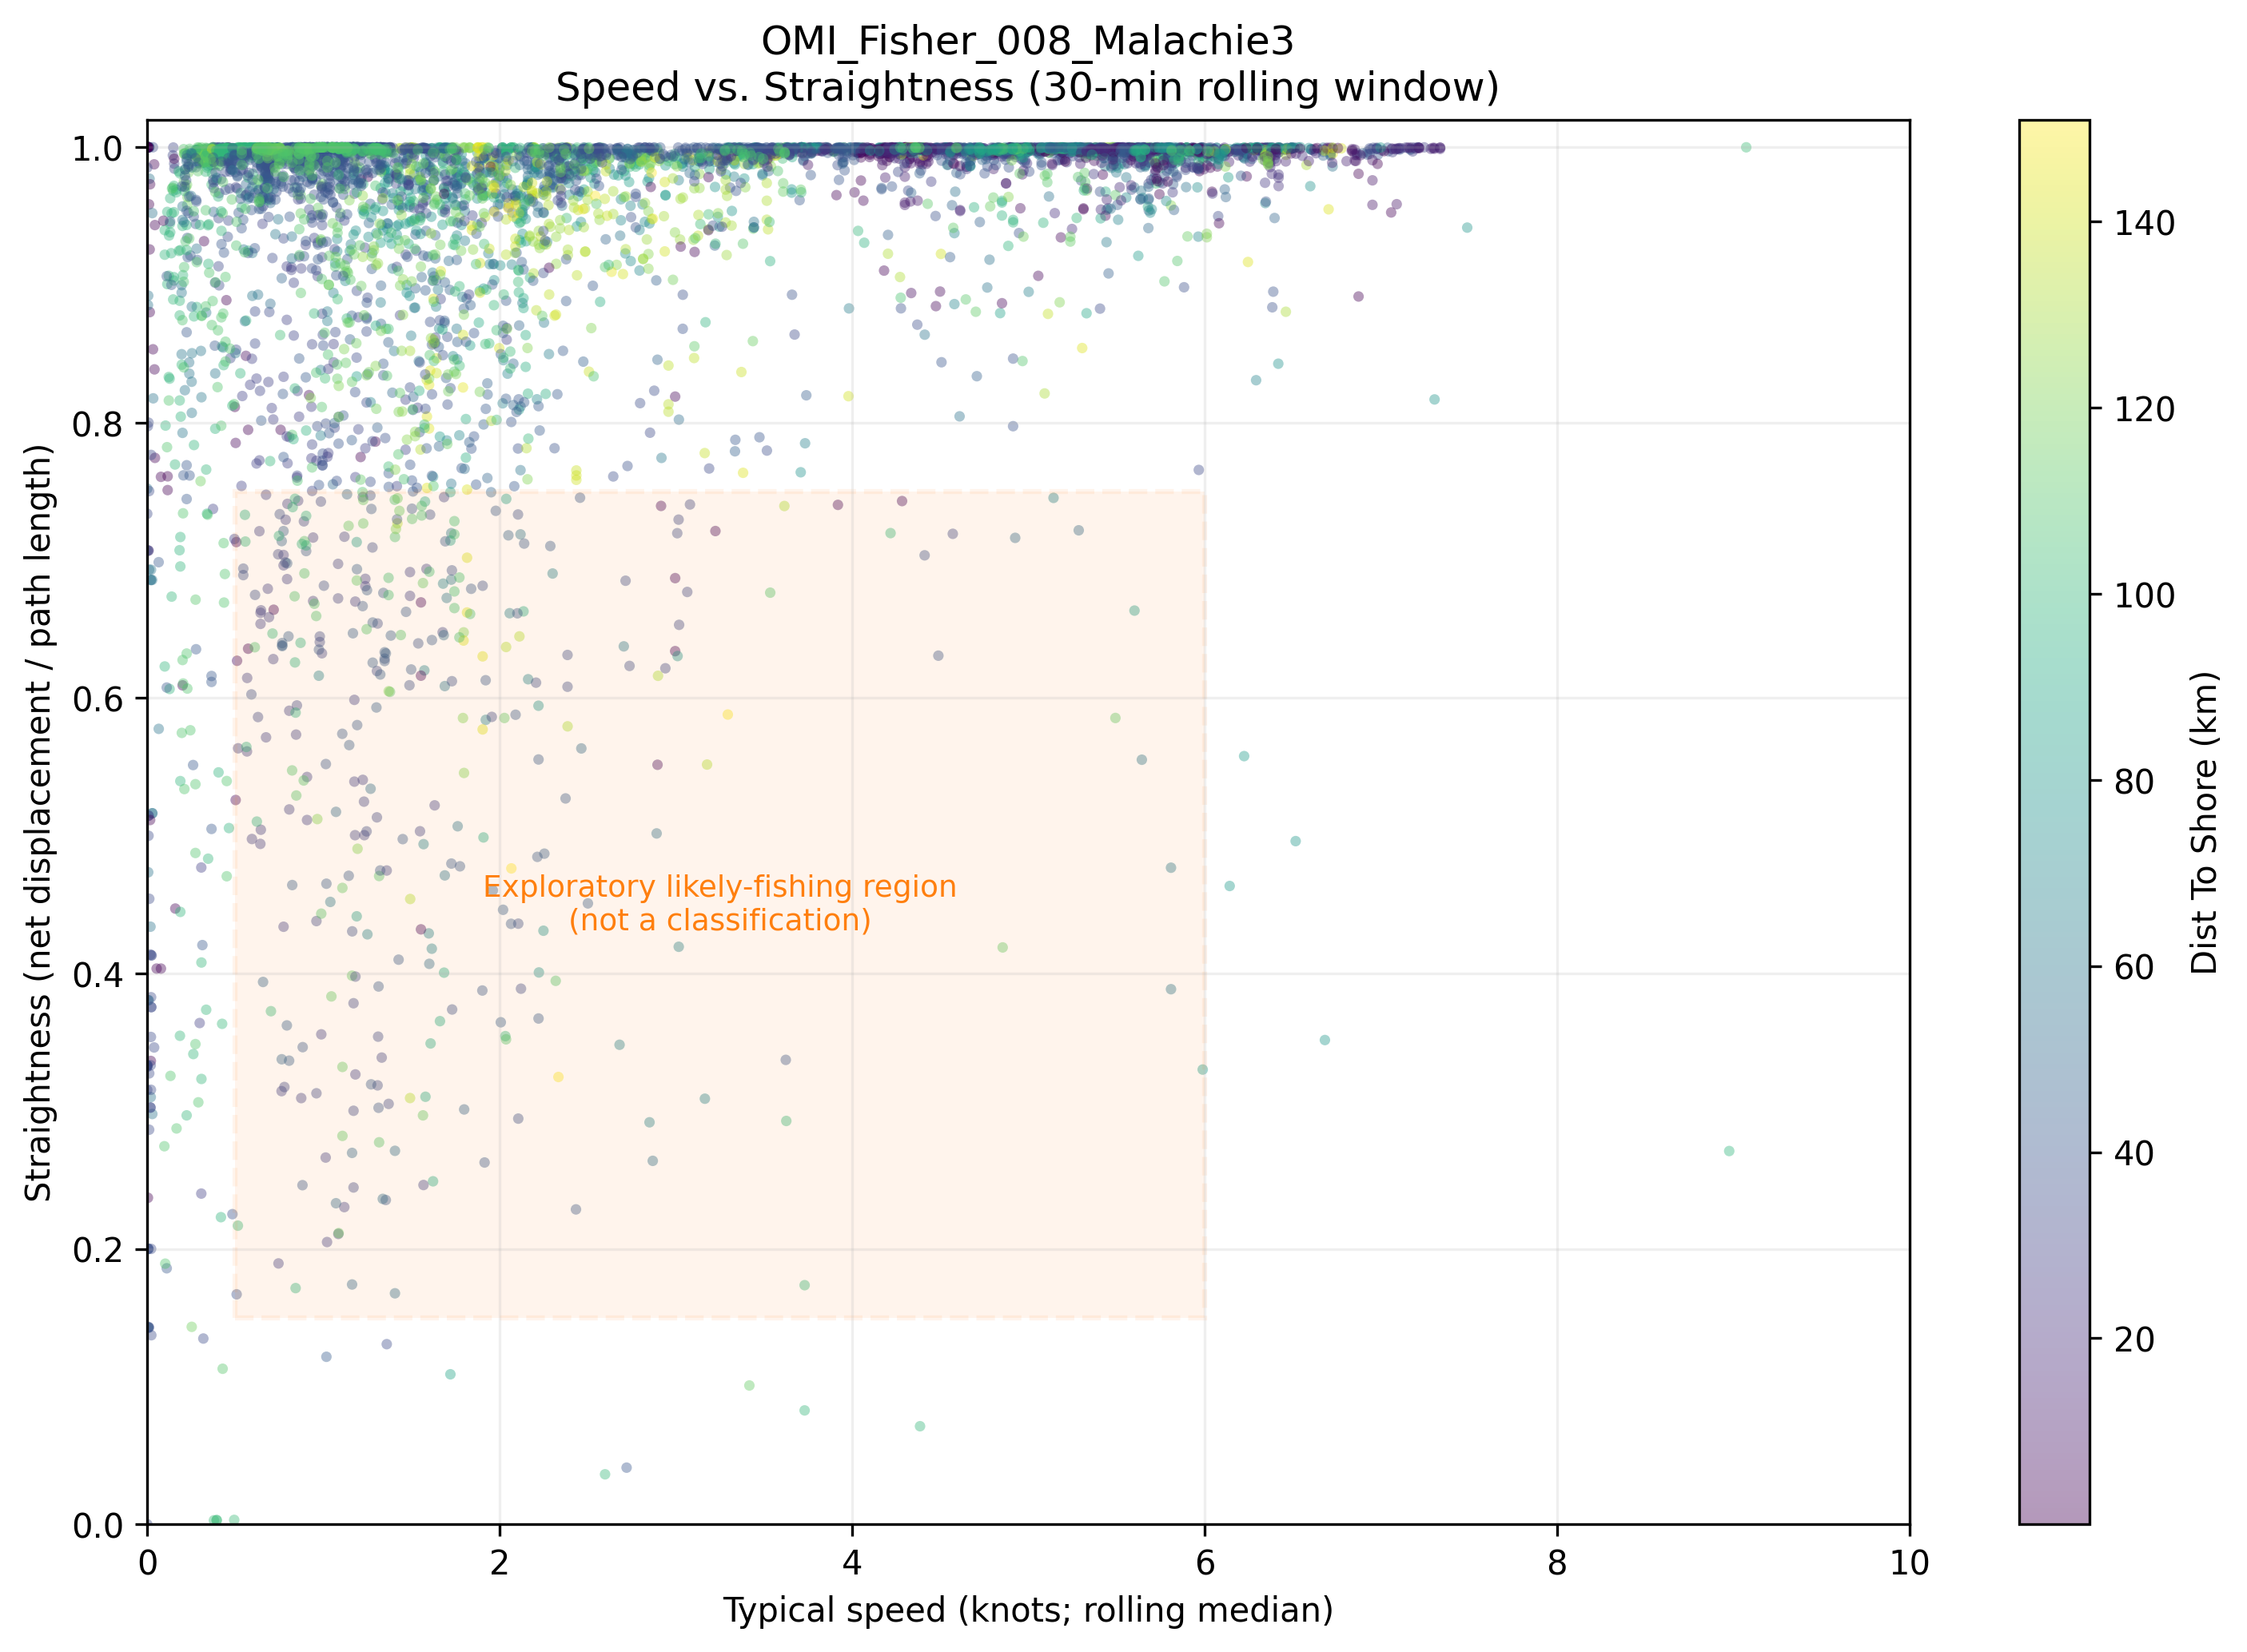 OMI_Fisher_008_Malachie3
Speed vs. Straightness (30-min rolling window)
1.0
0.8
0.6
0.4
0.2
0.0
Straightness (net displacement / path length)
Exploratory likely-fishing region
(not a classification)
0
2
4
6
8
10
Typical speed (knots; rolling median)
140
120
100
80
60
40
20
Dist To Shore (km)